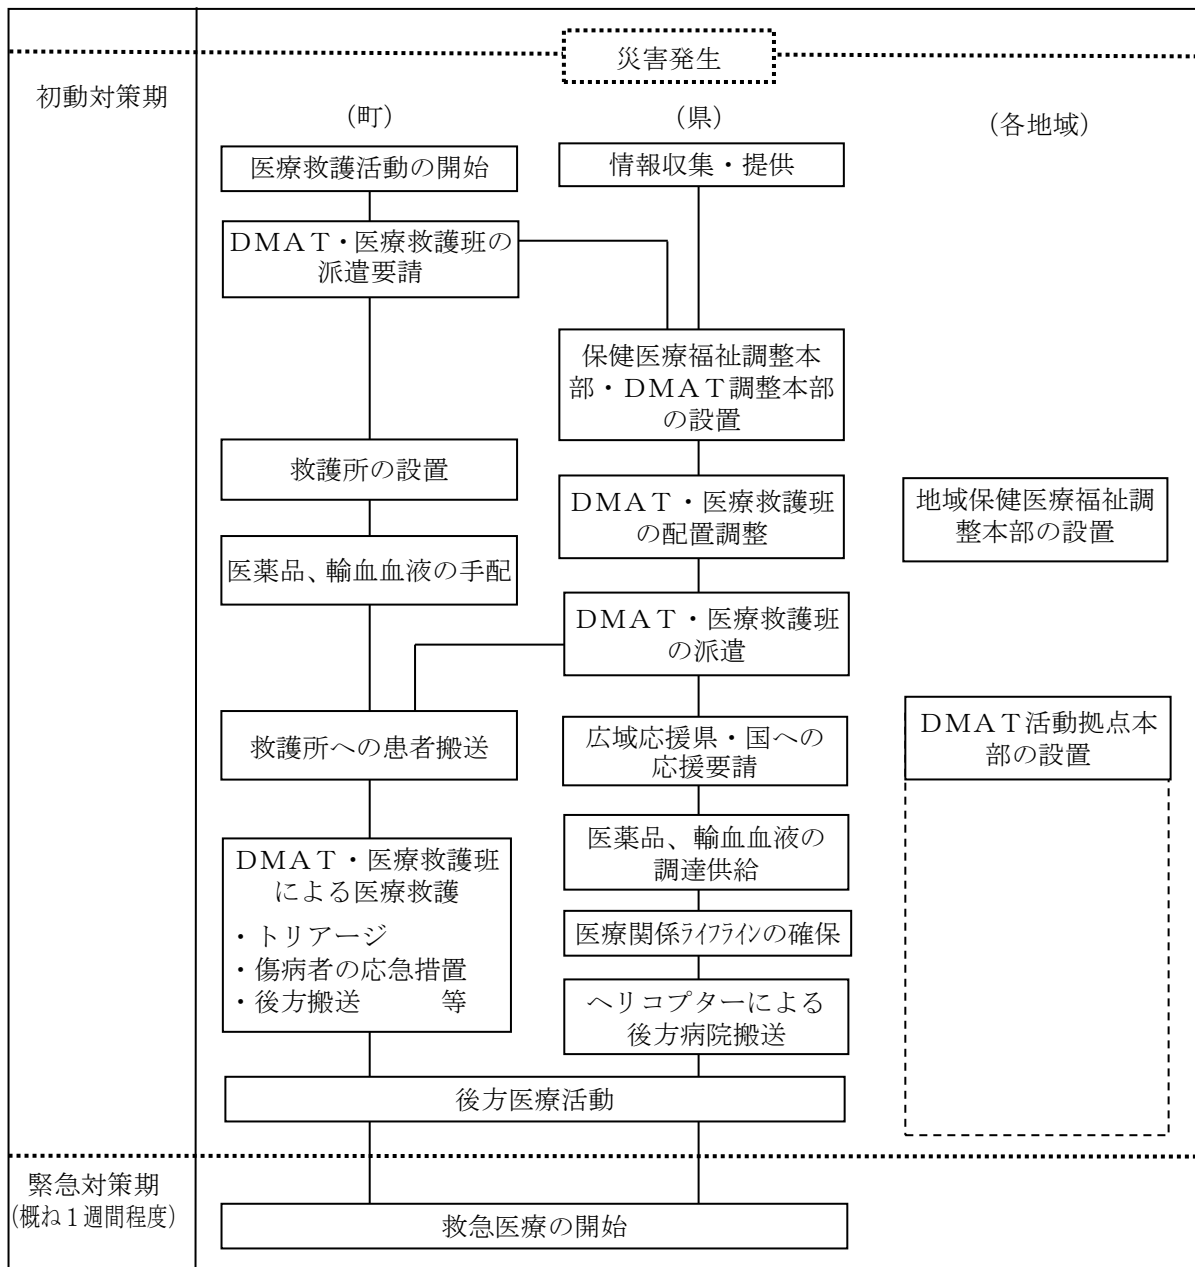 災害発生
初動対策期
（町）
（県）
（各地域）
医療救護活動の開始
情報収集・提供
ＤＭＡＴ・医療救護班の
派遣要請
保健医療福祉調整本
部・ＤＭＡＴ調整本部
の設置
救護所の設置
ＤＭＡＴ・医療救護班
の配置調整
地域保健医療福祉調
整本部の設置
医薬品、輸血血液の手配
ＤＭＡＴ・医療救護班
の派遣
救護所への患者搬送
広域応援県・国への
応援要請
ＤＭＡＴ活動拠点本
部の設置
医薬品、輸血血液の
調達供給
ＤＭＡＴ・医療救護班
による医療救護
・トリアージ
・傷病者の応急措置
・後方搬送　　等
医療関係ﾗｲﾌﾗｲﾝの確保
ヘリコプターによる
後方病院搬送
後方医療活動
緊急対策期
(概ね１週間程度)
救急医療の開始